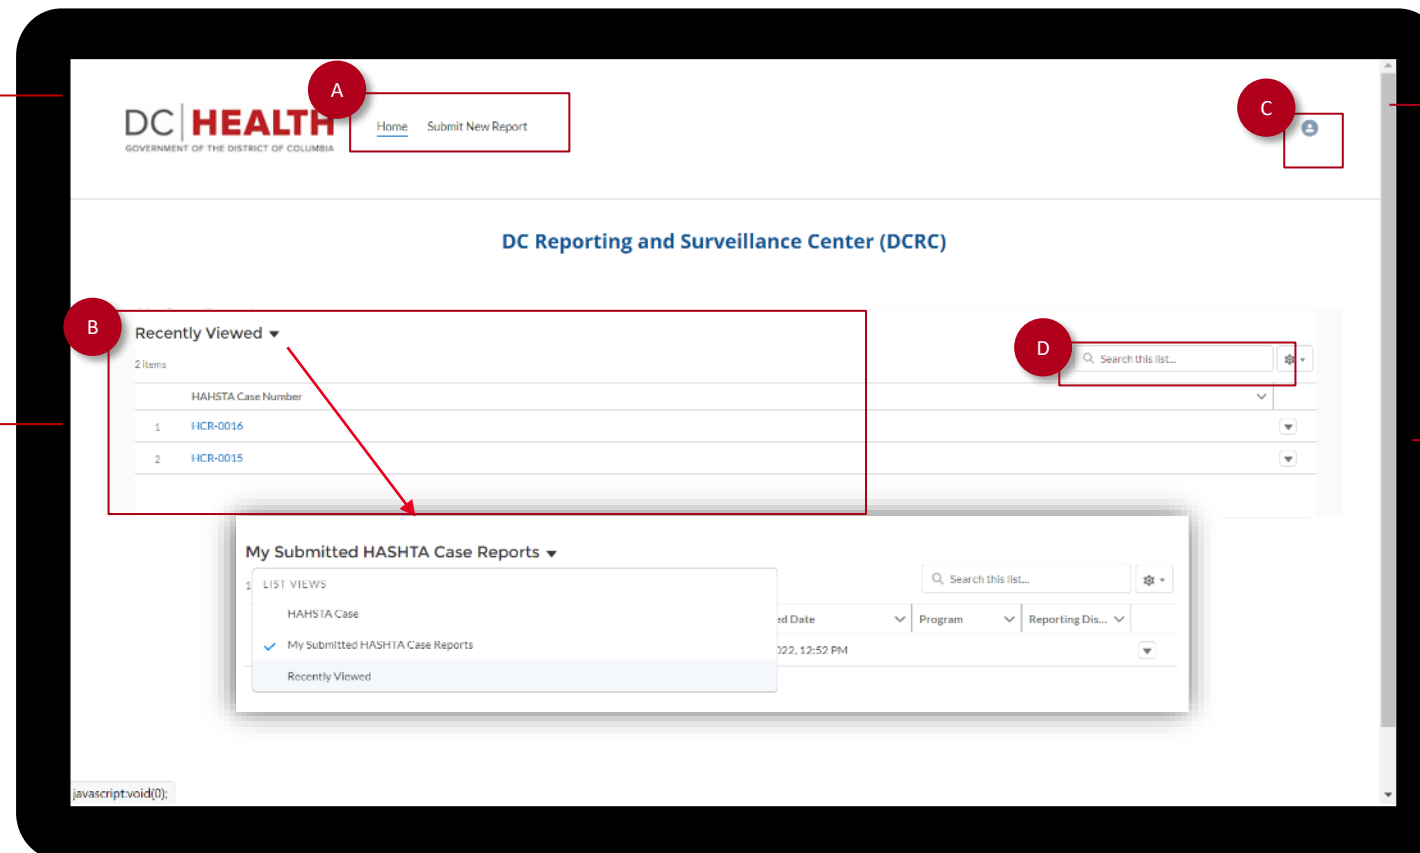 A
C
DC HEALTH
GOVERNMENT OF THE DISTRICT OF COLUMBIA
Home Submit New Report
DC Reporting and Surveillance Center (DCRC)
B
Recently Viewed
D
2 items
Search this list...
HAHSTA Case Number
1 HCR-0016
2 HCR-0015
My Submitted HASHTA Case Reports
1
LIST VIEWS
Search this list...
HAHSTA Case
ed Date Program Reporting Dis...
My Submitted HASHTA Case Reports
022, 12:52 PM
Recently Viewed
javascript:void(0);